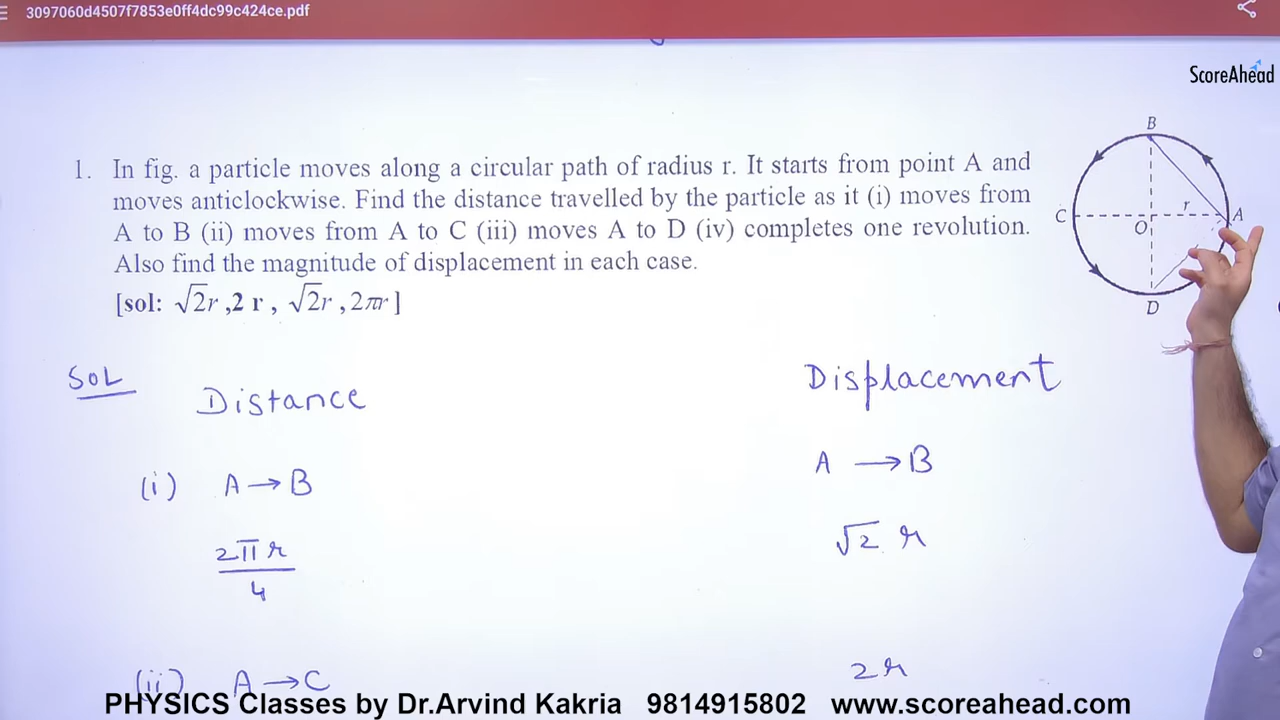 3097060d4507f7853e0ff4dc99c424ce.pdf
ScoreAhead
1. In fig. a particle moves along a circular path of radius r. It starts from point A and
moves anticlockwise. Find the distance travelled by the particle as it (i) moves from
A to B (ii) moves from A to C (iii) moves A to D (iv) completes one revolution.
Also find the magnitude of displacement in each case.
[sol: √2r ,2 r , √2r , 2πr ]
B
C
O
r
A
D
SOL
Distance
Displacement
(i) A → B
A → B
2πr/4
√2 r
(ii) A → C
2r
PHYSICS Classes by Dr.Arvind Kakria 9814915802 www.scoreahead.com